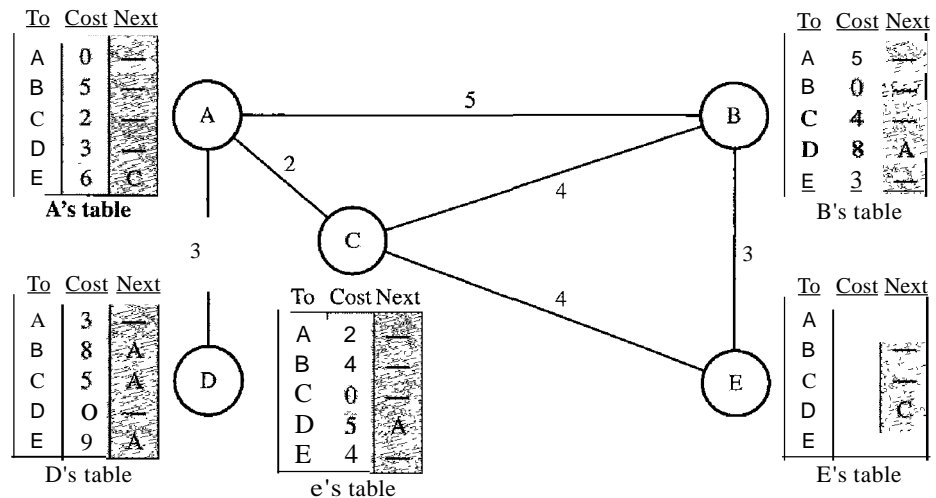 To Cost Next
A 0 —
B 5 —
C 2 —
D 3 —
E 6 C
A's table
To Cost Next
A 5 —
B 0 —
C 4 —
D 8 A
E 3 —
B's table
A
5
B
2
4
C
3
3
4
D
E
To Cost Next
A 3 —
B 8 A
C 5 A
D O —
E 9 A
D's table
To Cost Next
A 2 —
B 4 —
C 0 —
D 5 A
E 4 —
e's table
To Cost Next
A
B —
C —
D C
E
E's table